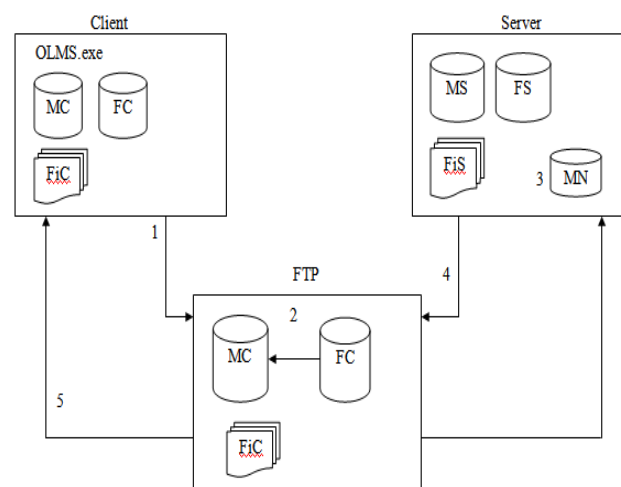 Client
Server
OLMS.exe
MC
FC
FiC
MS
FS
FiS
3
MN
1
4
FTP
2
MC
FC
5
FiC